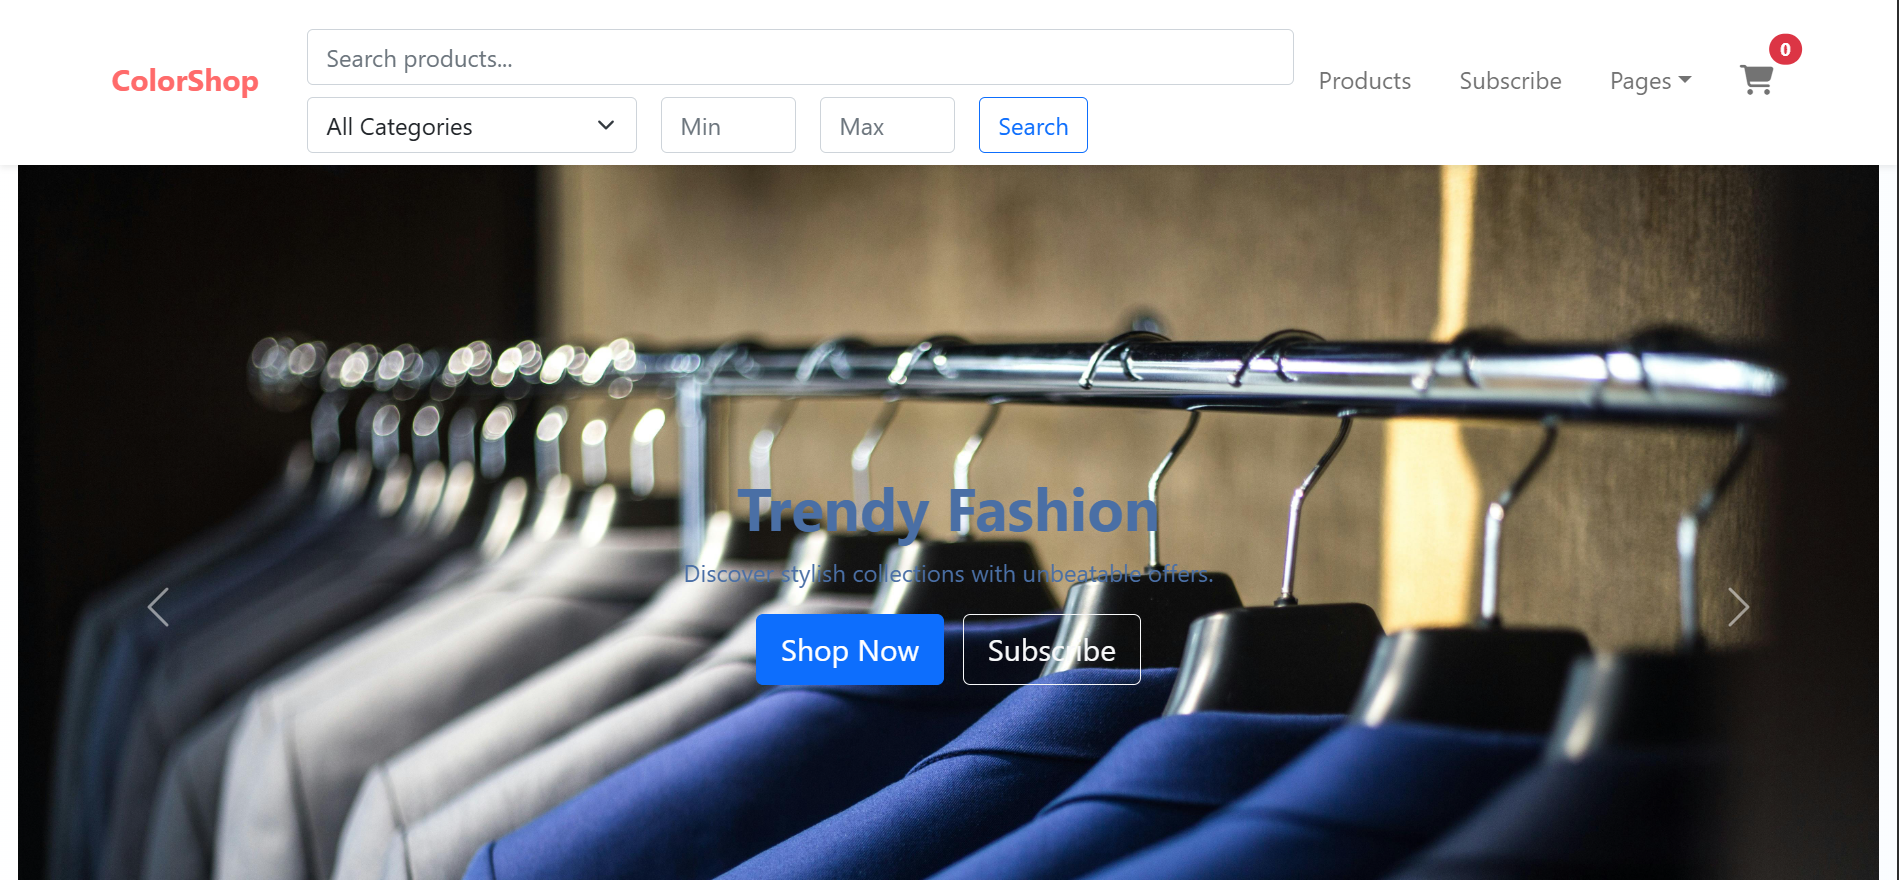 ColorShop
Search products...
All Categories
Min
Max
Search
Products
Subscribe
Pages
0
Trendy Fashion
Discover stylish collections with unbeatable offers.
Shop Now
Subscribe